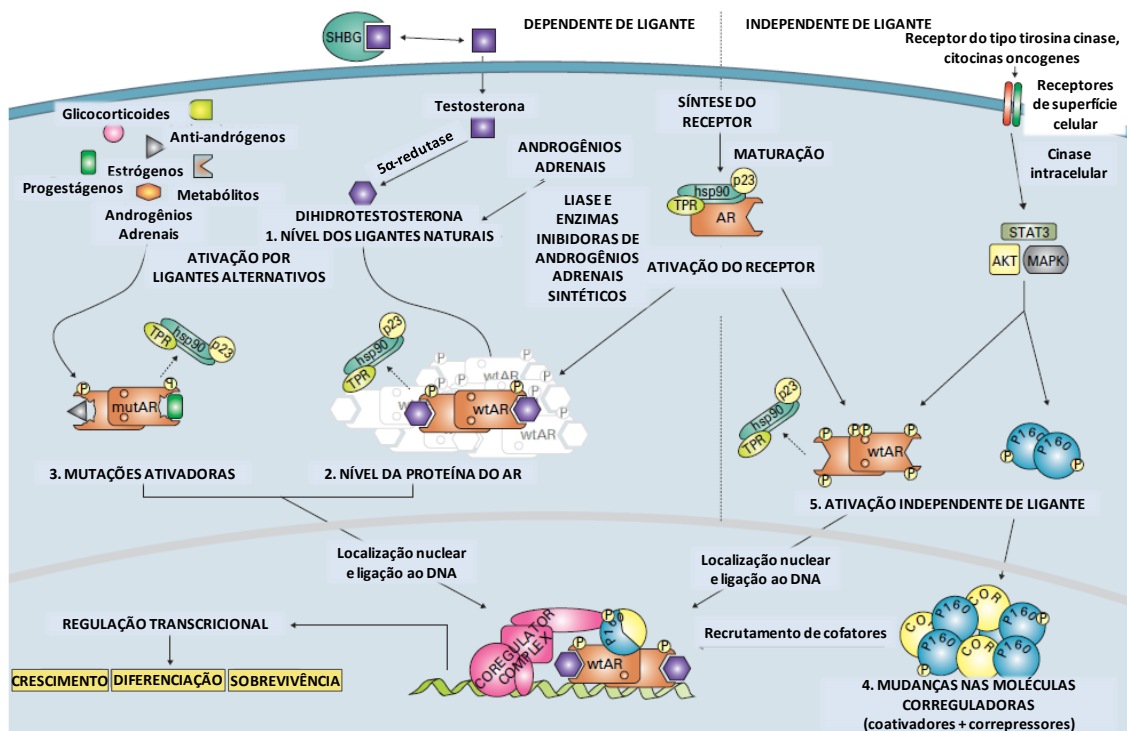 DEPENDENTE DE LIGANTE
INDEPENDENTE DE LIGANTE
SHBG
Receptor do tipo tirosina cinase,
citocinas oncogenes
Receptores
de superfície
celular
Glicocorticoides
Anti-andrógenos
Estrógenos
Progestágenos
Metabólitos
Androgênios
Adrenais
Testosterona
5α-redutase
DIHIDROTESTOSTERONA
1. NÍVEL DOS LIGANTES NATURAIS
ANDROGÊNIOS
ADRENAIS
LIASE E
ENZIMAS
INIBIDORAS DE
ANDROGÊNIOS
ADRENAIS
SINTÉTICOS
SÍNTESE DO
RECEPTOR
MATURAÇÃO
p23
hsp90
TPR
AR
ATIVAÇÃO DO RECEPTOR
Cinase
intracelular
STAT3
AKT
MAPK
ATIVAÇÃO POR
LIGANTES ALTERNATIVOS
TPR
hsp90
p23
P
P
mutAR
3. MUTAÇÕES ATIVADORAS
p23
hsp90
TPR
P
P
P
P
P
wtAR
wtAR
wtAR
wtAR
2. NÍVEL DA PROTEÍNA DO AR
p23
hsp90
TPR
P
P
P
P
P
P
wtAR
P160
P160
P
P
5. ATIVAÇÃO INDEPENDENTE DE LIGANTE
Localização nuclear
e ligação ao DNA
Localização nuclear
e ligação ao DNA
REGULAÇÃO TRANSCRICIONAL
CRESCIMENTO
DIFERENCIAÇÃO
SOBREVIVÊNCIA
COREGULATOR
COMPLEX
P
P160
P
P
wtAR
Recrutamento de cofatores
COR
COR
P160
P160
P
P160
P160
COR
P
4. MUDANÇAS NAS MOLÉCULAS
CORREGULADORAS
(coativadores + correpressores)